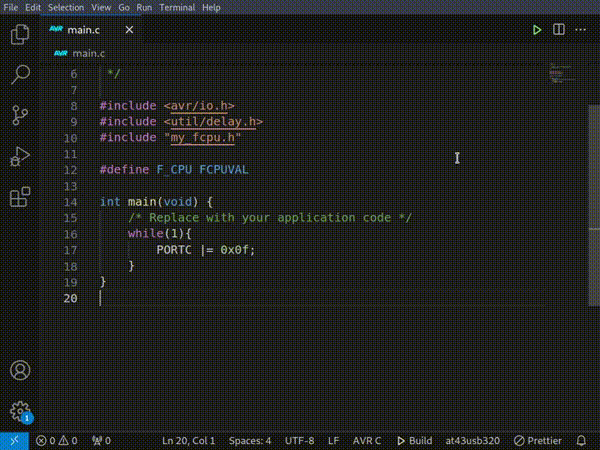 File Edit Selection View Go Run Terminal Help
AVR main.c
AVR main.c
6 */
7
8 #include <avr/io.h>
9 #include <util/delay.h>
10 #include "my_fcpu.h"
11
12 #define F_CPU FCPUVAL
13
14 int main(void) {
15 /* Replace with your application code */
16 while(1){
17 PORTC |= 0x0f;
18 }
19 }
20
1
0 0 0 Ln 20, Col 1 Spaces: 4 UTF-8 LF AVR C Build at43usb320 Prettier